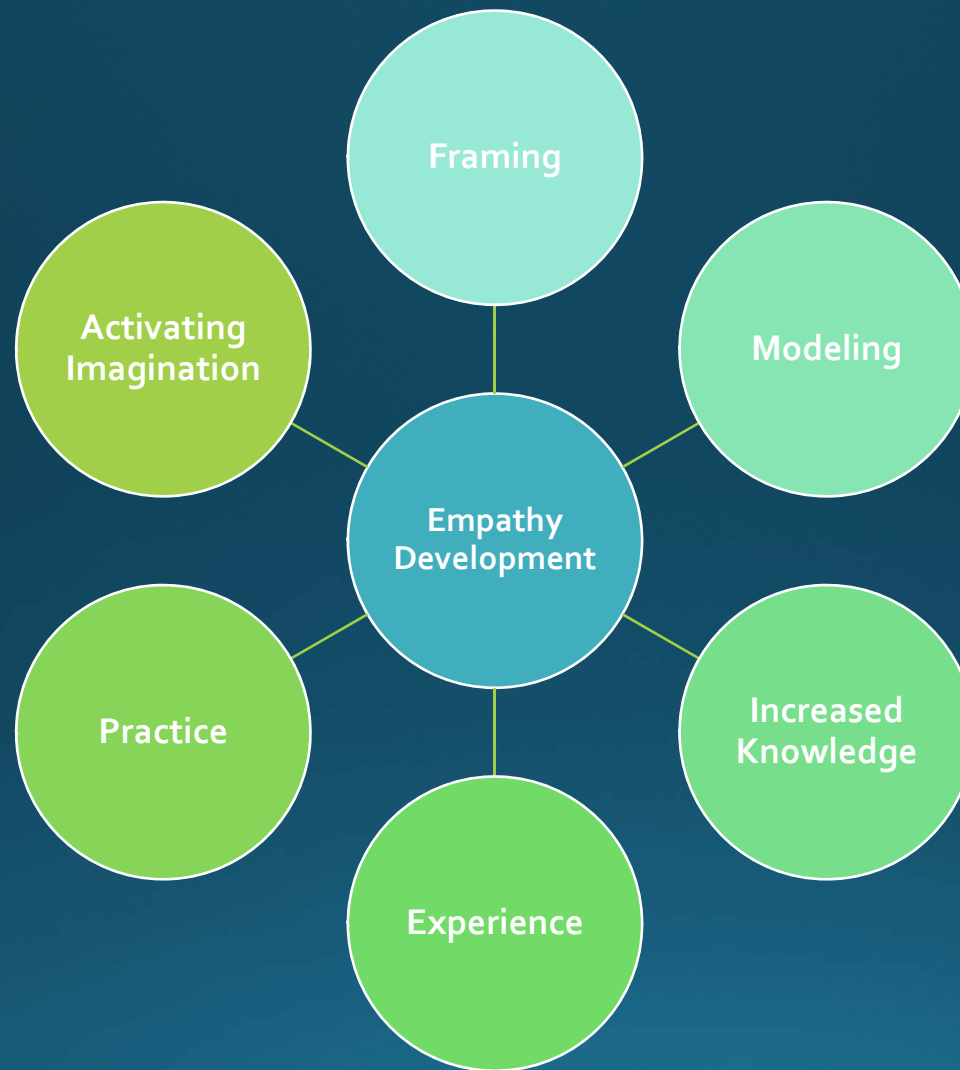 Framing
Modeling
Increased
Knowledge
Experience
Practice
Activating
Imagination
Empathy
Development